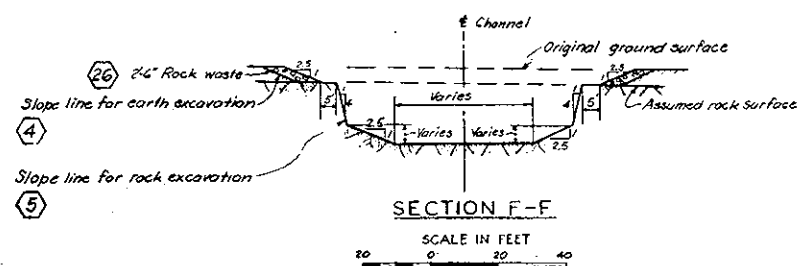 ℄ Channel
Original ground surface
2.5
1
2.5
1
26 2'-6" Rock waste
Slope line for earth excavation
4
5'
4
1
Varies
4
1
5'
Assumed rock surface
2.5
1
Varies
Varies
1
2.5
Slope line for rock excavation
5
SECTION F-F
SCALE IN FEET
20 0 20 40